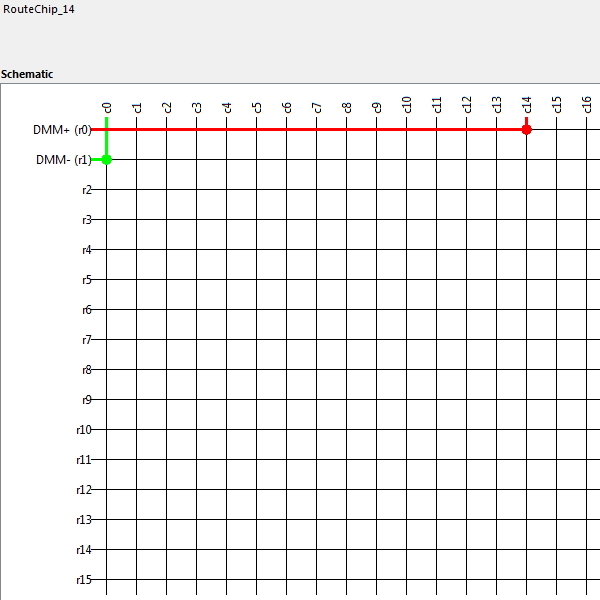 RouteChip_14
Schematic
c0 c1 c2 c3 c4 c5 c6 c7 c8 c9 c10 c11 c12 c13 c14 c15 c16
DMM+ (r0)
DMM- (r1)
r2
r3
r4
r5
r6
r7
r8
r9
r10
r11
r12
r13
r14
r15